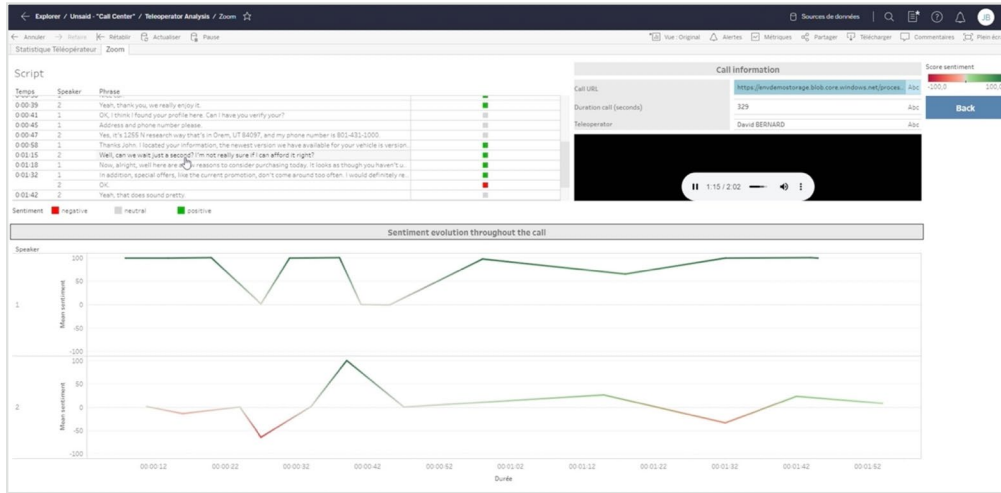 Explorer / Unsaid - "Call Center" / Teleoperator Analysis / Zoom
Sources de données
JB
Annuler Refaire Rétablir Actualiser Pause
Vue : Original Alertes Métriques Partager Télécharger Commentaires Plein écr
Statistique Téléopérateur Zoom
Script
Temps Speaker Phrase
0:00:39 2 Yeah, thank you, we really enjoy it.
0:00:41 1 OK, I think I found your profile here. Can I have you verify your?
0:00:45 1 Address and phone number please.
0:00:47 2 Yes, it's 1255 N research way that's in Orem, UT 84097, and my phone number is 801-431-1000.
0:00:58 1 Thanks John. I located your information, the newest version we have available for your vehicle is version..
0:01:15 2 Well, can we wait just a second? I'm not really sure if I can afford it right?
0:01:18 1 Now, alright, well here are reasons to consider purchasing today. It looks as though you haven't u..
0:01:32 1 In addition, special offers, like the current promotion, don't come around too often. I would definitely re..
2 OK.
0:01:42 2 Yeah, that does sound pretty.
Sentiment negative neutral positive
Call information
Call URL https://envdemostorage.blob.core.windows.net/proces.. Abc
Duration call (seconds) 329 Abc
Teleoperator David BERNARD Abc
1:15 / 2:02
Score sentiment
-100,0 100,0
Back
Sentiment evolution throughout the call
Speaker
1
Mean sentiment
100
50
0
-50
-100
2
Mean sentiment
100
50
0
-50
-100
00:00:12 00:00:22 00:00:32 00:00:42 00:00:52 00:01:02 00:01:12 00:01:22 00:01:32 00:01:42 00:01:52
Durée